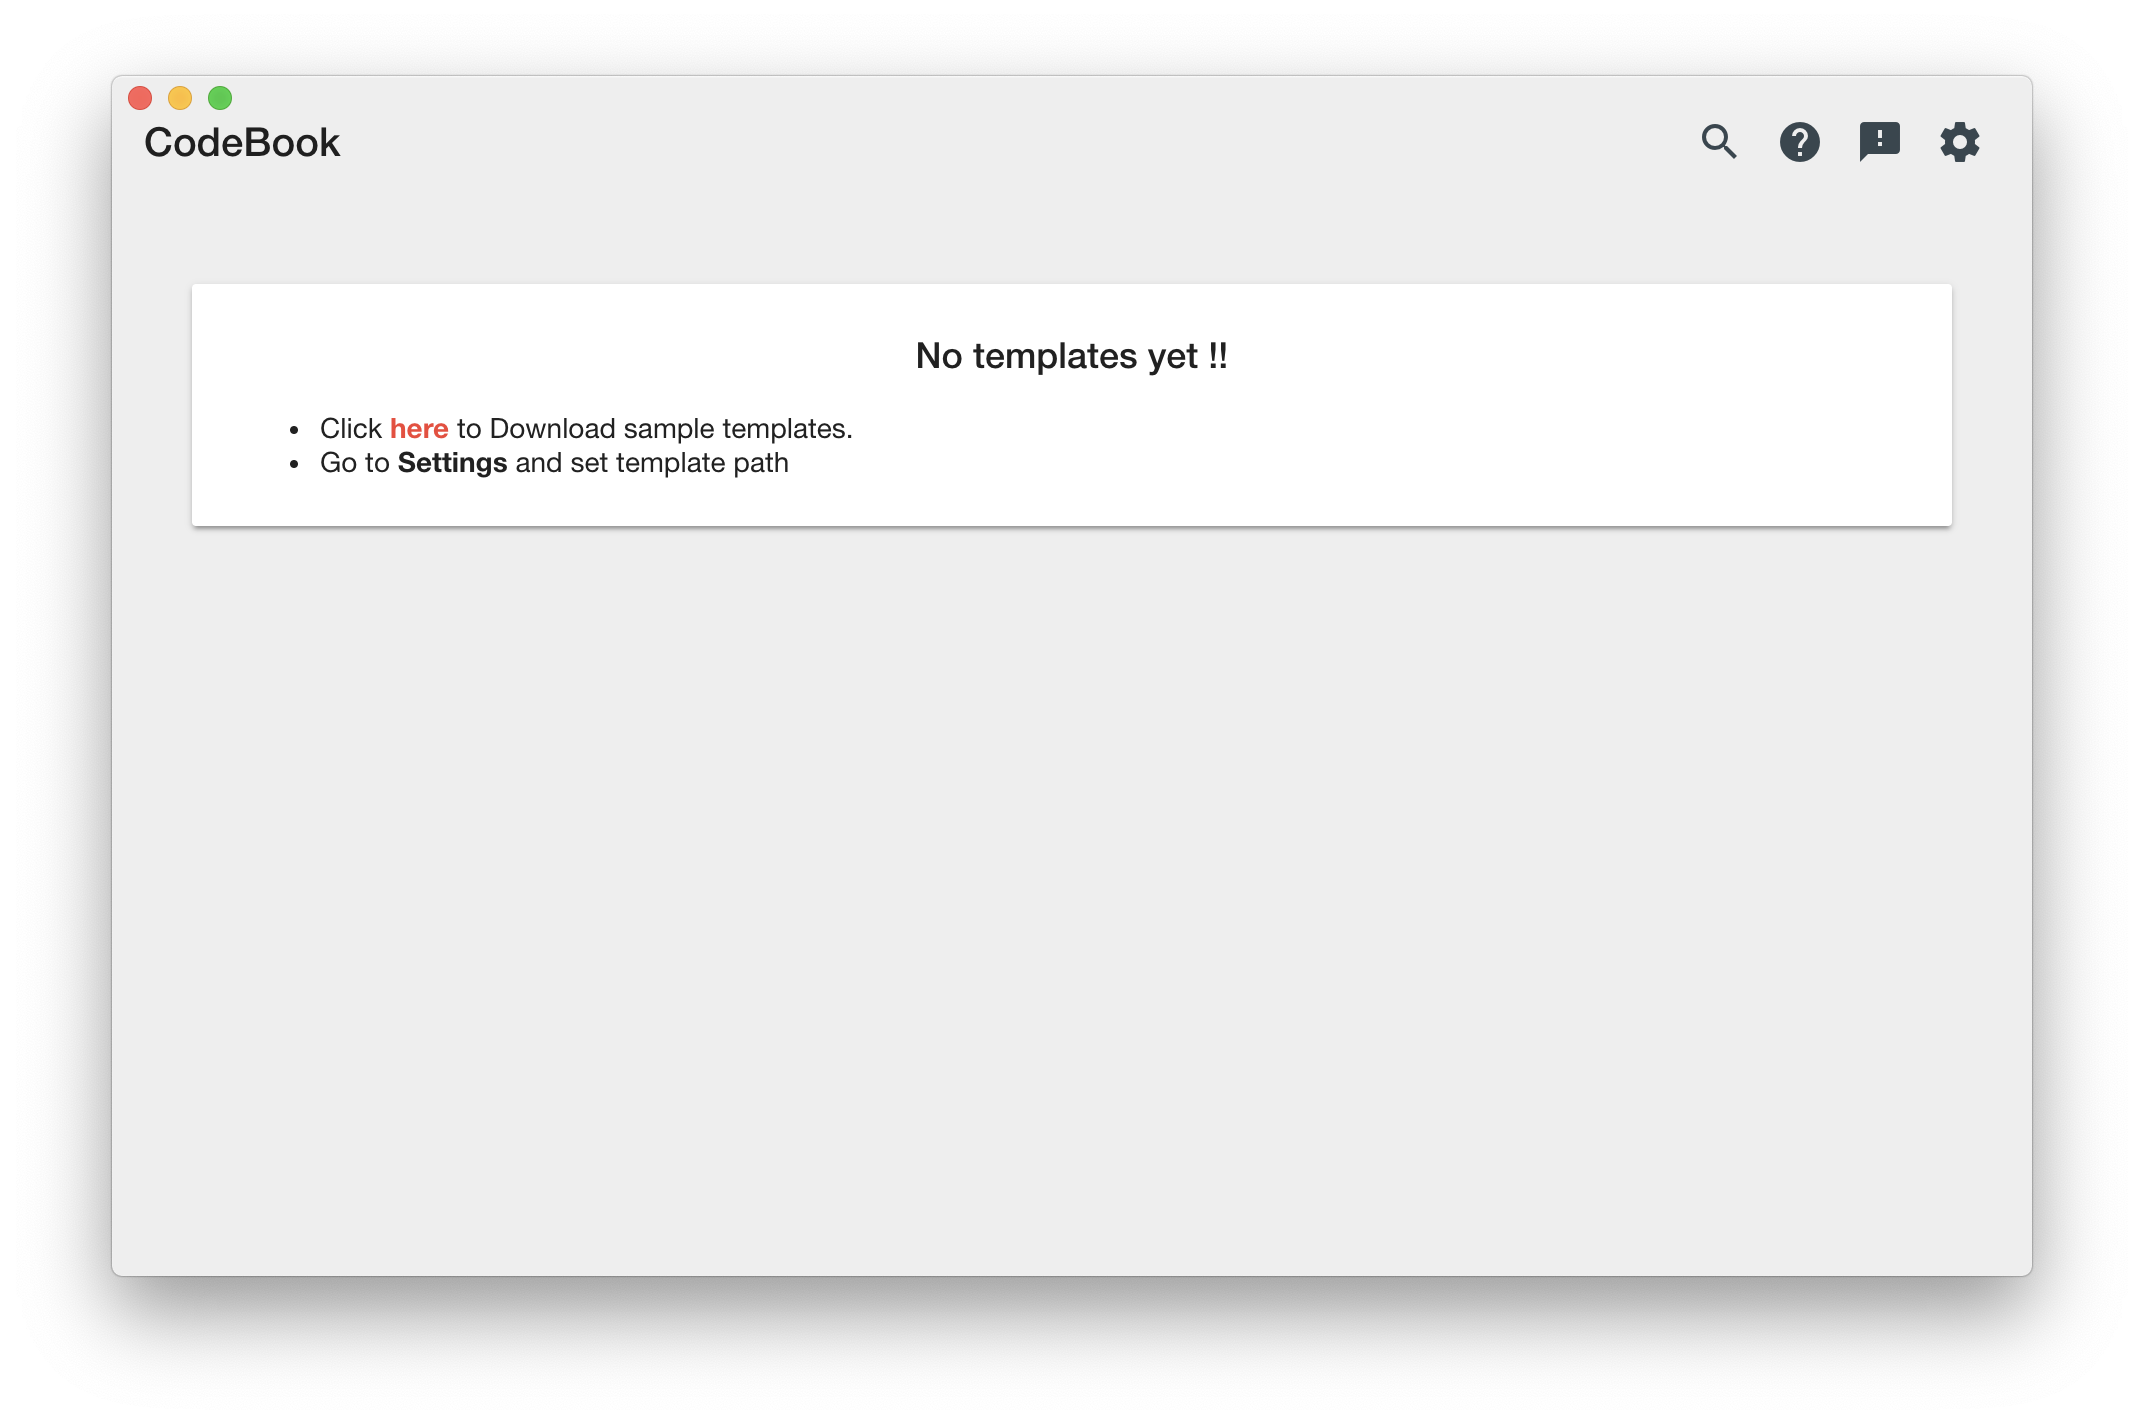 CodeBook
No templates yet !!
Click here to Download sample templates.
Go to Settings and set template path